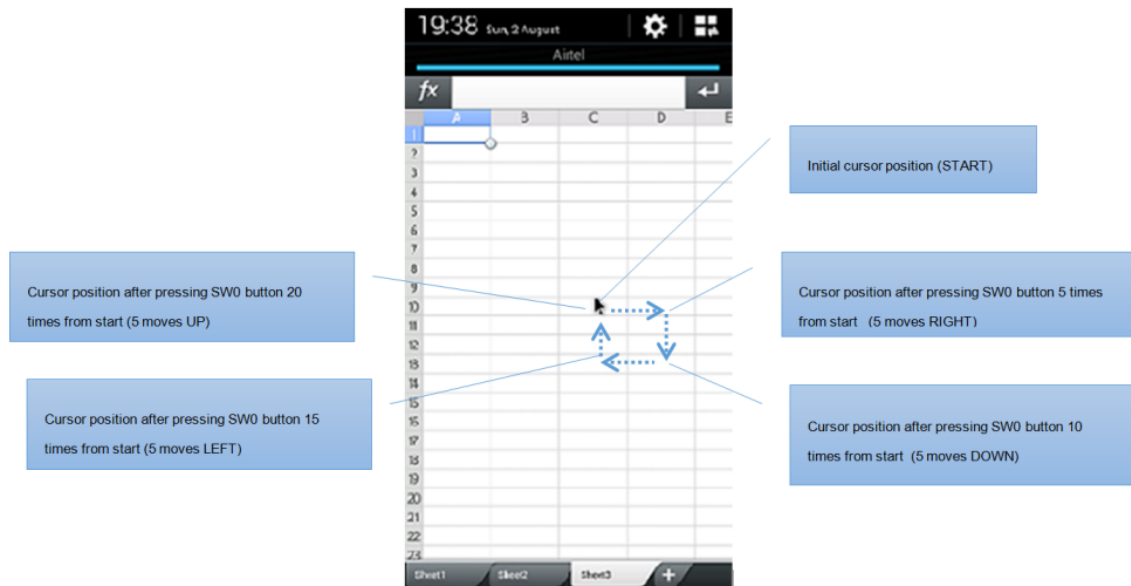 19:38 Sun, 2 August
Airtel
fx
A B C D E
1
2
3
4
5
6
7
8
9
10
11
12
13
14
15
16
17
18
19
20
21
22
23
Sheet1 Sheet2 Sheet3 +
Initial cursor position (START)
Cursor position after pressing SW0 button 20
times from start (5 moves UP)
Cursor position after pressing SW0 button 5 times
from start (5 moves RIGHT)
Cursor position after pressing SW0 button 15
times from start (5 moves LEFT)
Cursor position after pressing SW0 button 10
times from start (5 moves DOWN)